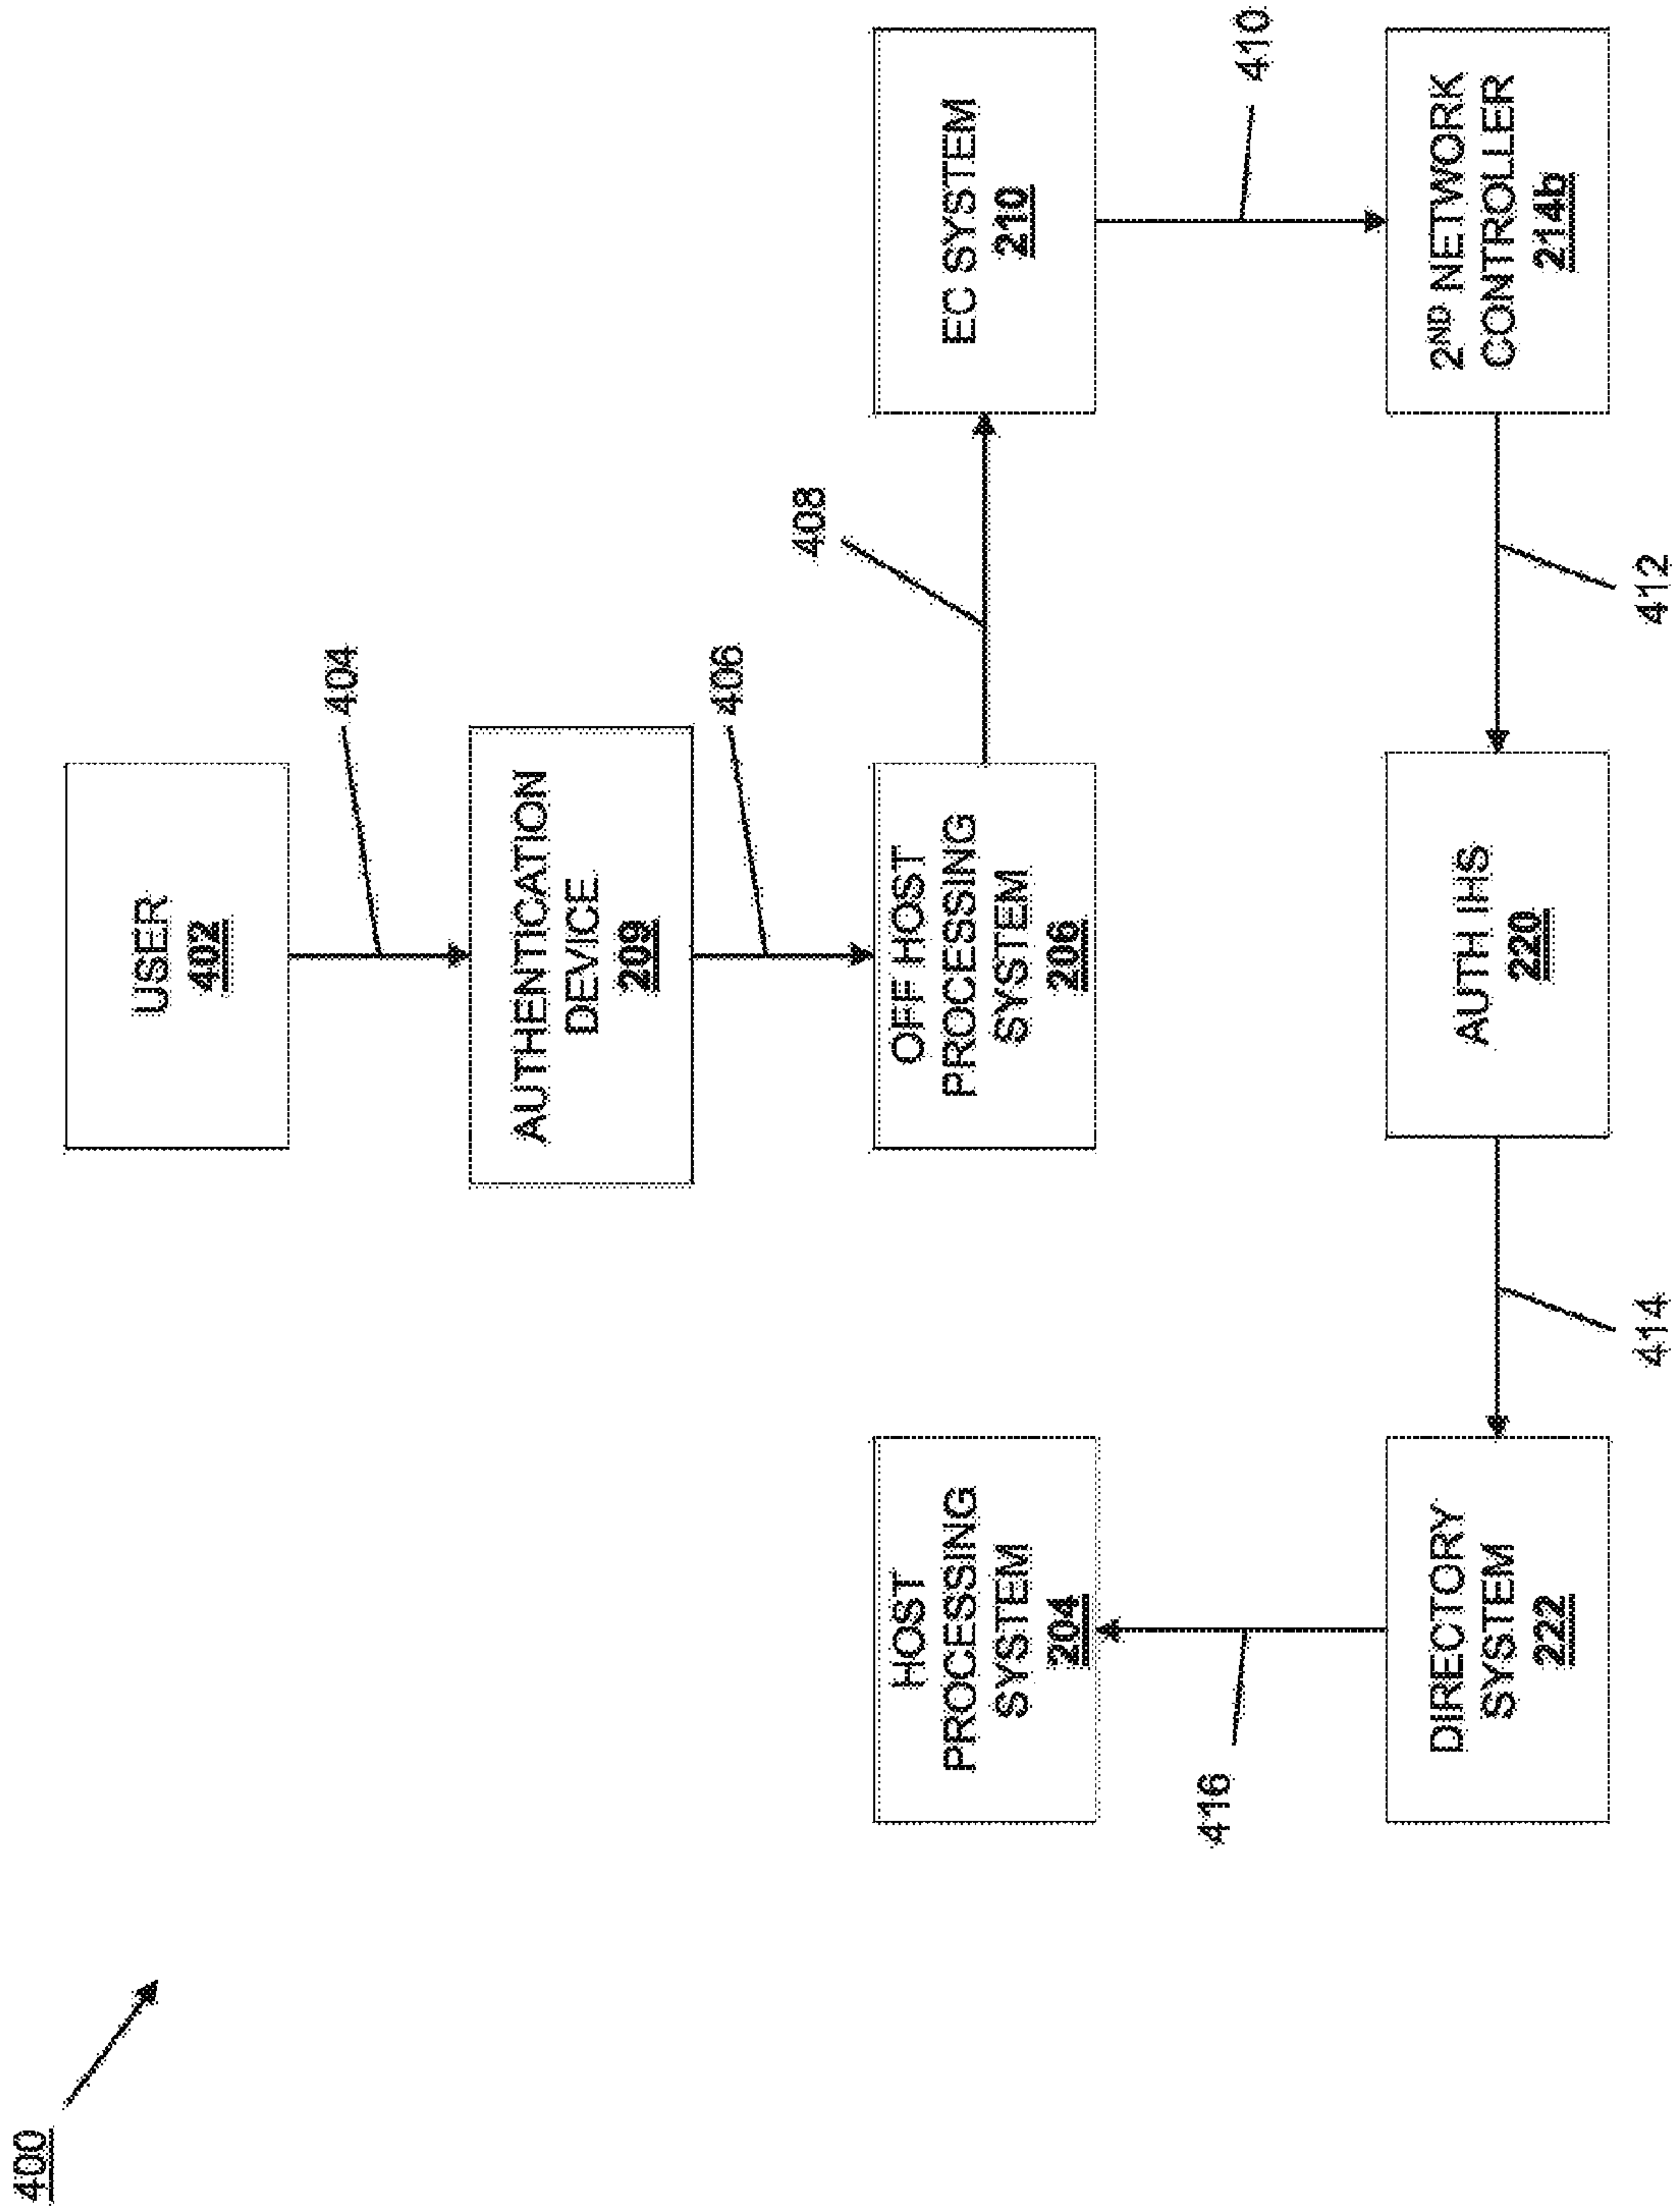 400
USER
402
404
AUTHENTICATION
DEVICE
209
406
HOST
PROCESSING
SYSTEM
204
OFF HOST
PROCESSING
SYSTEM
206
408
EC SYSTEM
210
416
410
DIRECTORY
SYSTEM
222
AUTH IHS
220
2ND NETWORK
CONTROLLER
214b
414
412